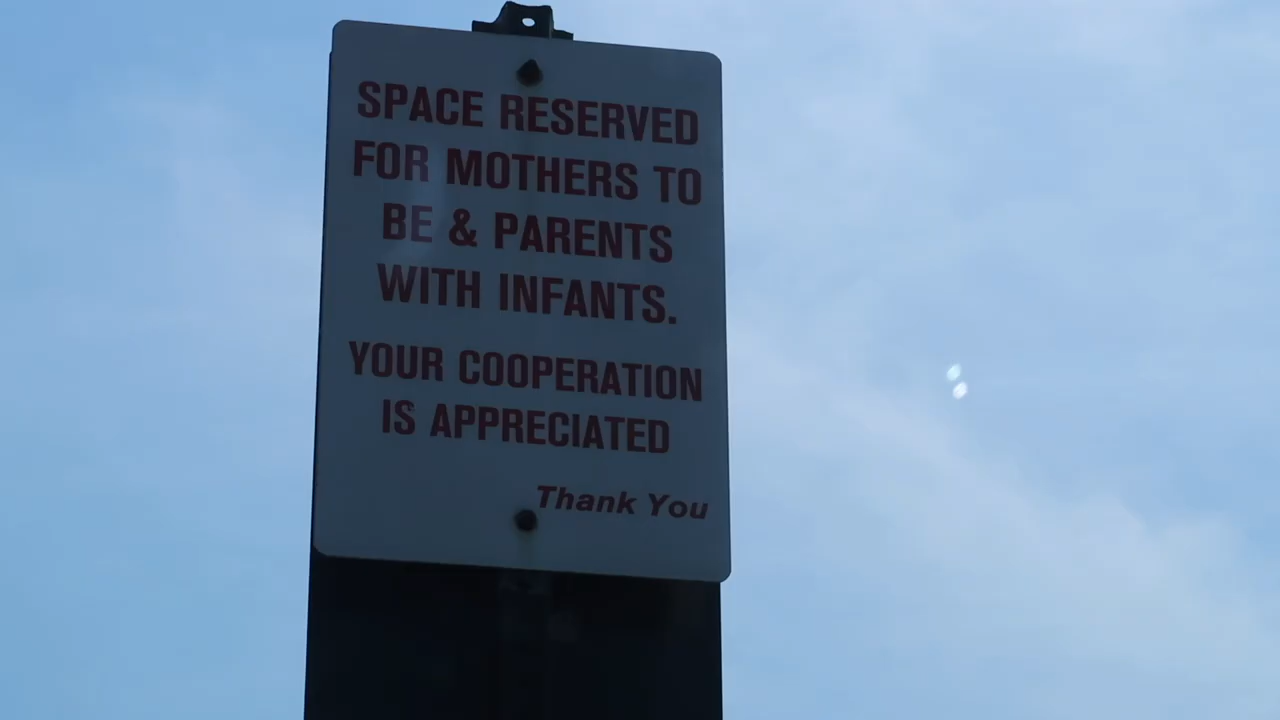 SPACE RESERVED
FOR MOTHERS TO
BE & PARENTS
WITH INFANTS.
YOUR COOPERATION
IS APPRECIATED
Thank You